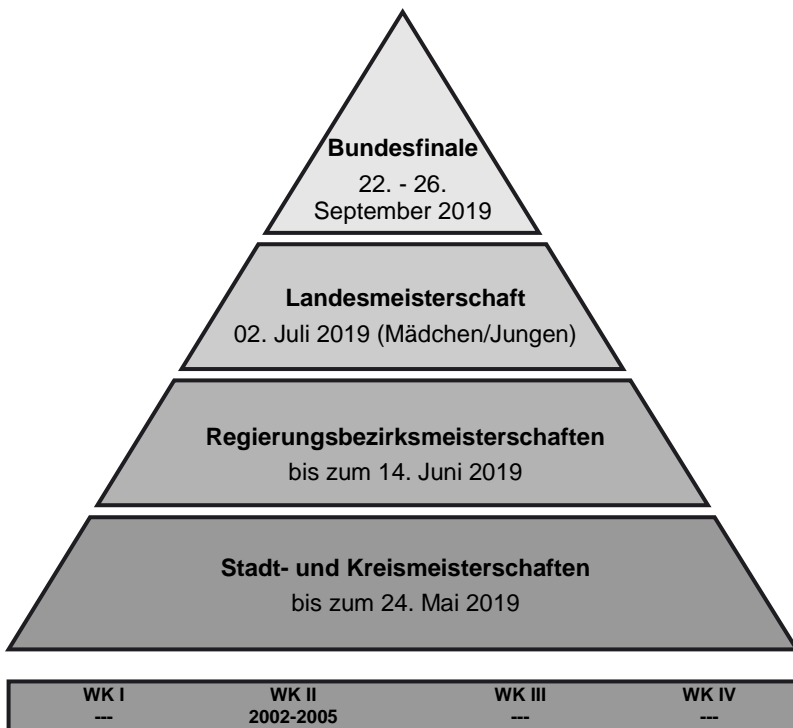 Bundesfinale
22. - 26.
September 2019
Landesmeisterschaft
02. Juli 2019 (Mädchen/Jungen)
Regierungsbezirksmeisterschaften
bis zum 14. Juni 2019
Stadt- und Kreismeisterschaften
bis zum 24. Mai 2019
WK I WK II WK III WK IV
--- 2002-2005 --- ---